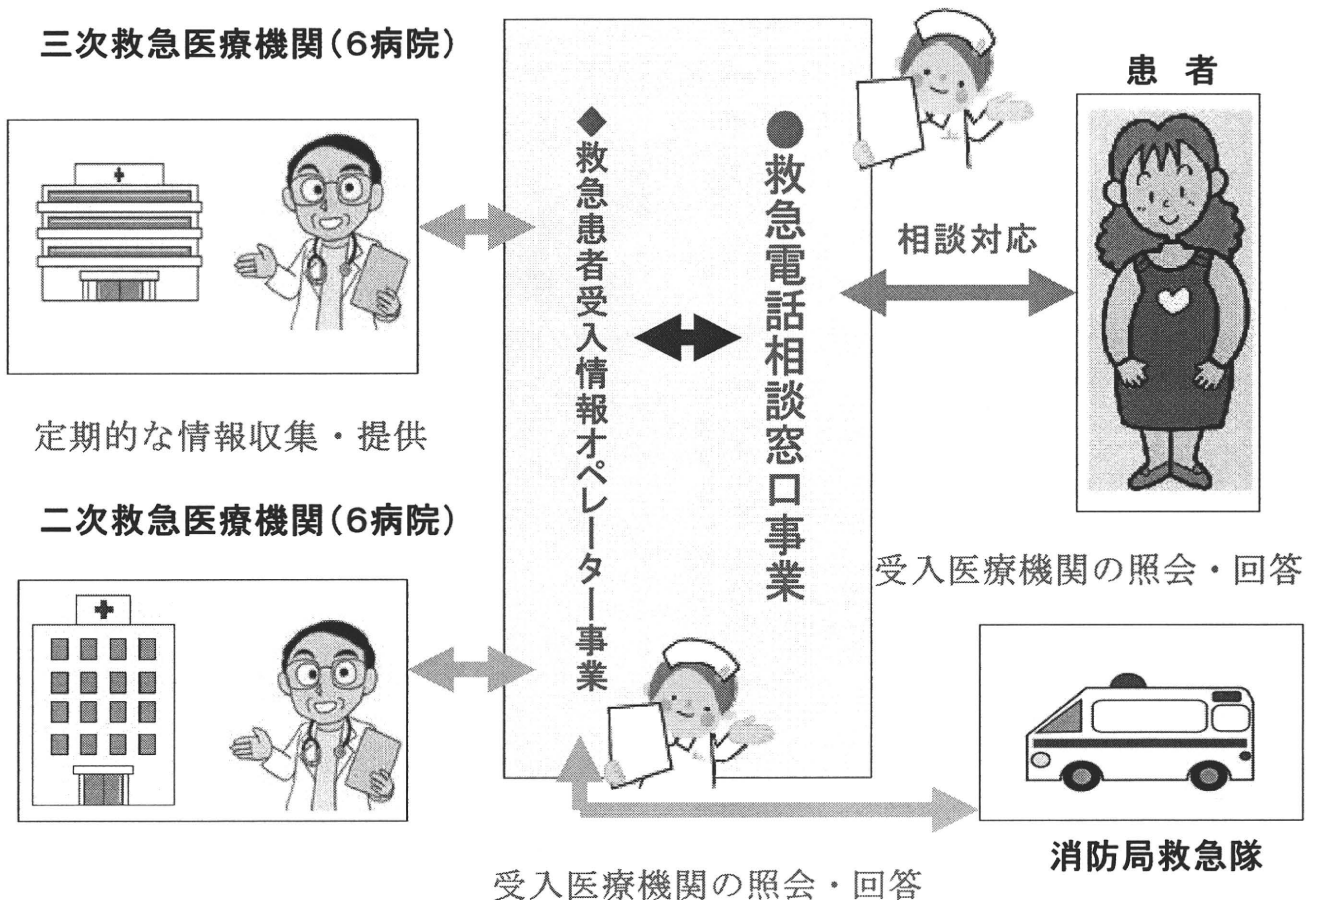 三次救急医療機関（6病院）
患 者
◆救急患者受入情報オペレーター事業
●救急電話相談窓口事業
相談対応
定期的な情報収集・提供
二次救急医療機関（6病院）
受入医療機関の照会・回答
消防局救急隊
受入医療機関の照会・回答